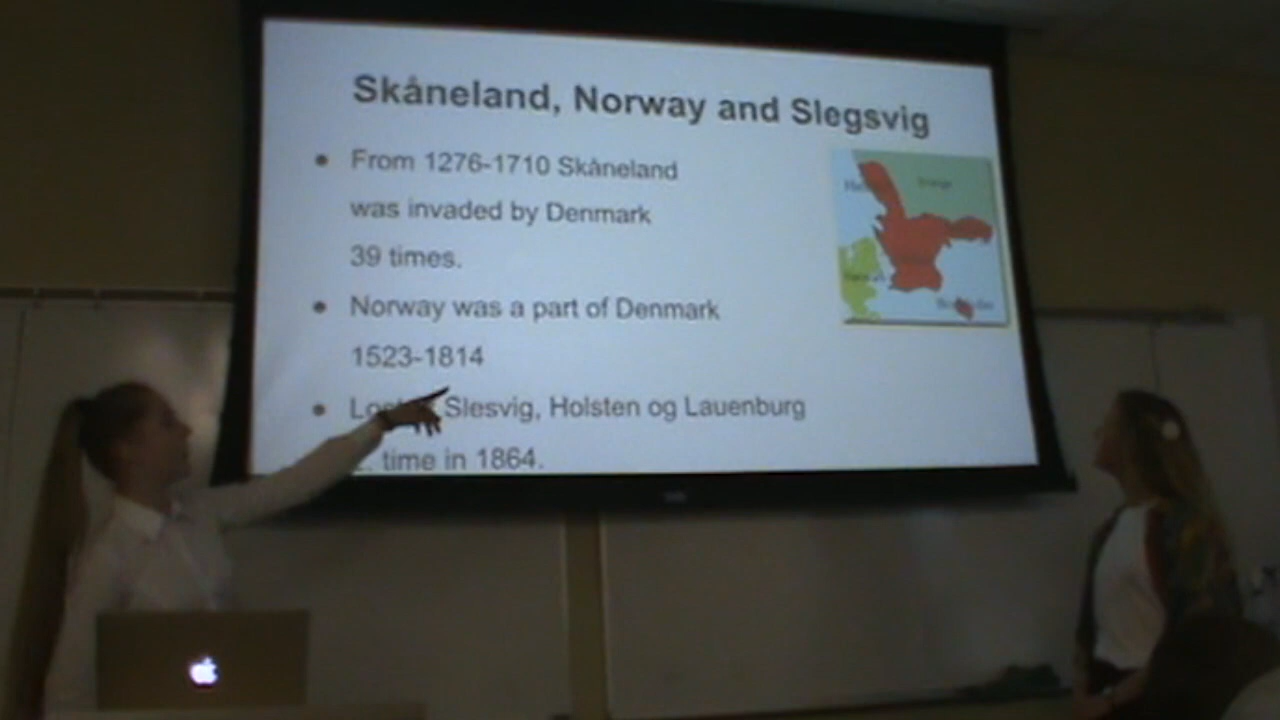 Skåneland, Norway and Slegsvig
From 1276-1710 Skåneland
was invaded by Denmark
39 times.
Norway was a part of Denmark
1523-1814
Slesvig, Holsten og Lauenburg
time in 1864.